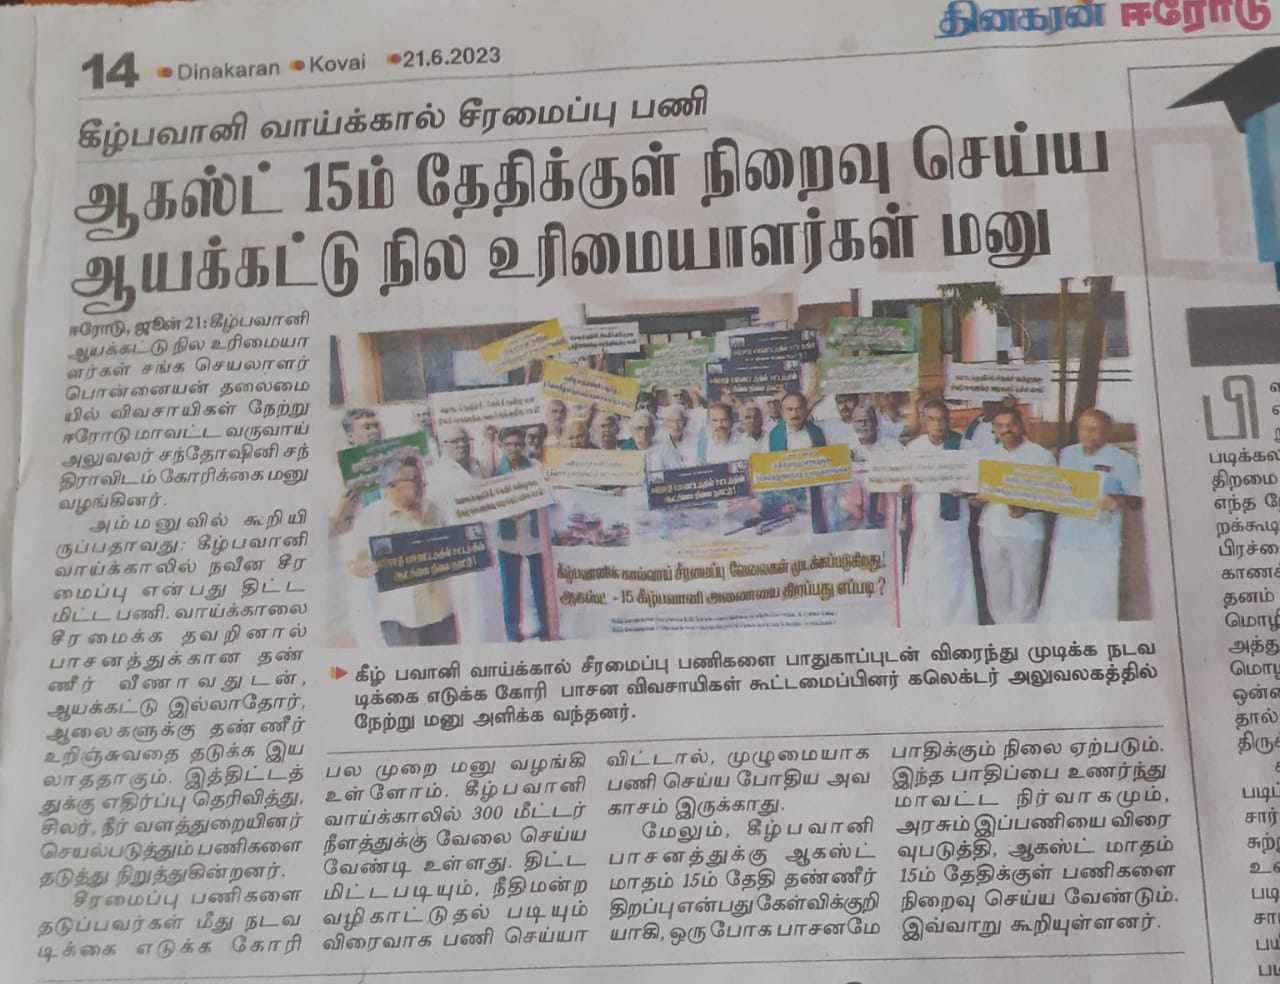 தினகரன் ஈரோடு
14 Dinakaran Kovai 21.6.2023
கீழ்பவானி வாய்க்கால் சீரமைப்பு பணி
ஆகஸ்ட் 15ம் தேதிக்குள் நிறைவு செய்ய
ஆயக்கட்டு நில உரிமையாளர்கள் மனு
ஈரோடு, ஜூன் 21: கீழ்பவானி
ஆயக்கட்டு நில உரிமையா
ளர்கள் சங்க செயலாளர்
பொன்னையன் தலைமை
யில் விவசாயிகள் நேற்று
ஈரோடு மாவட்ட வருவாய்
அலுவலர் சந்தோஷினி சந்
திராவிடம் கோரிக்கை மனு
வழங்கினர்.
அம்மனுவில் கூறியி
ருப்பதாவது: கீழ்பவானி
வாய்க்காலில் நவீன சீர
மைப்பு என்பது திட்ட
மிட்ட பணி. வாய்க்காலை
சீரமைக்க தவறினால்
பாசனத்துக்கான தண்
ணீர் வீணாவதுடன்,
ஆயக்கட்டு இல்லாதோர்,
ஆலைகளுக்கு தண்ணீர்
உறிஞ்சுவதை தடுக்க இய
லாததாகும். இத்திட்டத்
துக்கு எதிர்ப்பு தெரிவித்து,
சிலர், நீர் வளத்துறையினர்
செயல்படுத்தும் பணிகளை
தடுத்து நிறுத்துகின்றனர்.
சீரமைப்பு பணிகளை
தடுப்பவர்கள் மீது நடவ
டிக்கை எடுக்க கோரி
கீழ்பவானிக் கால்வாய் சீரமைப்பு வேலைகள் முடக்கப்படுகிறது!
ஆகஸ்ட் - 15 கீழ்பவானி அணையை திறப்பது எப்படி?
கீழ் பவானி வாய்க்கால் சீரமைப்பு பணிகளை பாதுகாப்புடன் விரைந்து முடிக்க நடவ
டிக்கை எடுக்க கோரி பாசன விவசாயிகள் கூட்டமைப்பினர் கலெக்டர் அலுவலகத்தில்
நேற்று மனு அளிக்க வந்தனர்.
பல முறை மனு வழங்கி
உள்ளோம். கீழ்பவானி
வாய்க்காலில் 300 மீட்டர்
நீளத்துக்கு வேலை செய்ய
வேண்டி உள்ளது. திட்ட
மிட்டபடியும், நீதிமன்ற
வழிகாட்டுதல் படியும்
விரைவாக பணி செய்யா
விட்டால், முழுமையாக
பணி செய்ய போதிய அவ
காசம் இருக்காது.
மேலும், கீழ்பவானி
பாசனத்துக்கு ஆகஸ்ட்
மாதம் 15ம் தேதி தண்ணீர்
திறப்பு என்பது கேள்விக்குறி
யாகி, ஒரு போக பாசனமே
பாதிக்கும் நிலை ஏற்படும்.
இந்த பாதிப்பை உணர்ந்து
மாவட்ட நிர்வாகமும்,
அரசும் இப்பணியை விரை
வுபடுத்தி, ஆகஸ்ட் மாதம்
15ம் தேதிக்குள் பணிகளை
நிறைவு செய்ய வேண்டும்.
இவ்வாறு கூறியுள்ளனர்.
பி
படிக்கல
திறமை
எந்த
றக்கூடி
பிரச்
காணக்
தனம்
மொழி
அத்து
மொழி
ஒன்
தால்
திருக
படி
சார்
சுற்